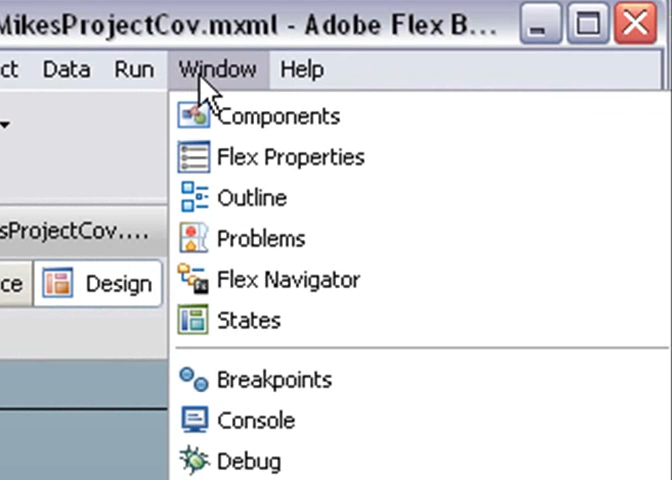 MikesProjectCov.mxml - Adobe Flex B...
ct Data Run Window Help
Components
Flex Properties
Outline
sProjectCov....
Problems
Flex Navigator
ce Design
States
Breakpoints
Console
Debug